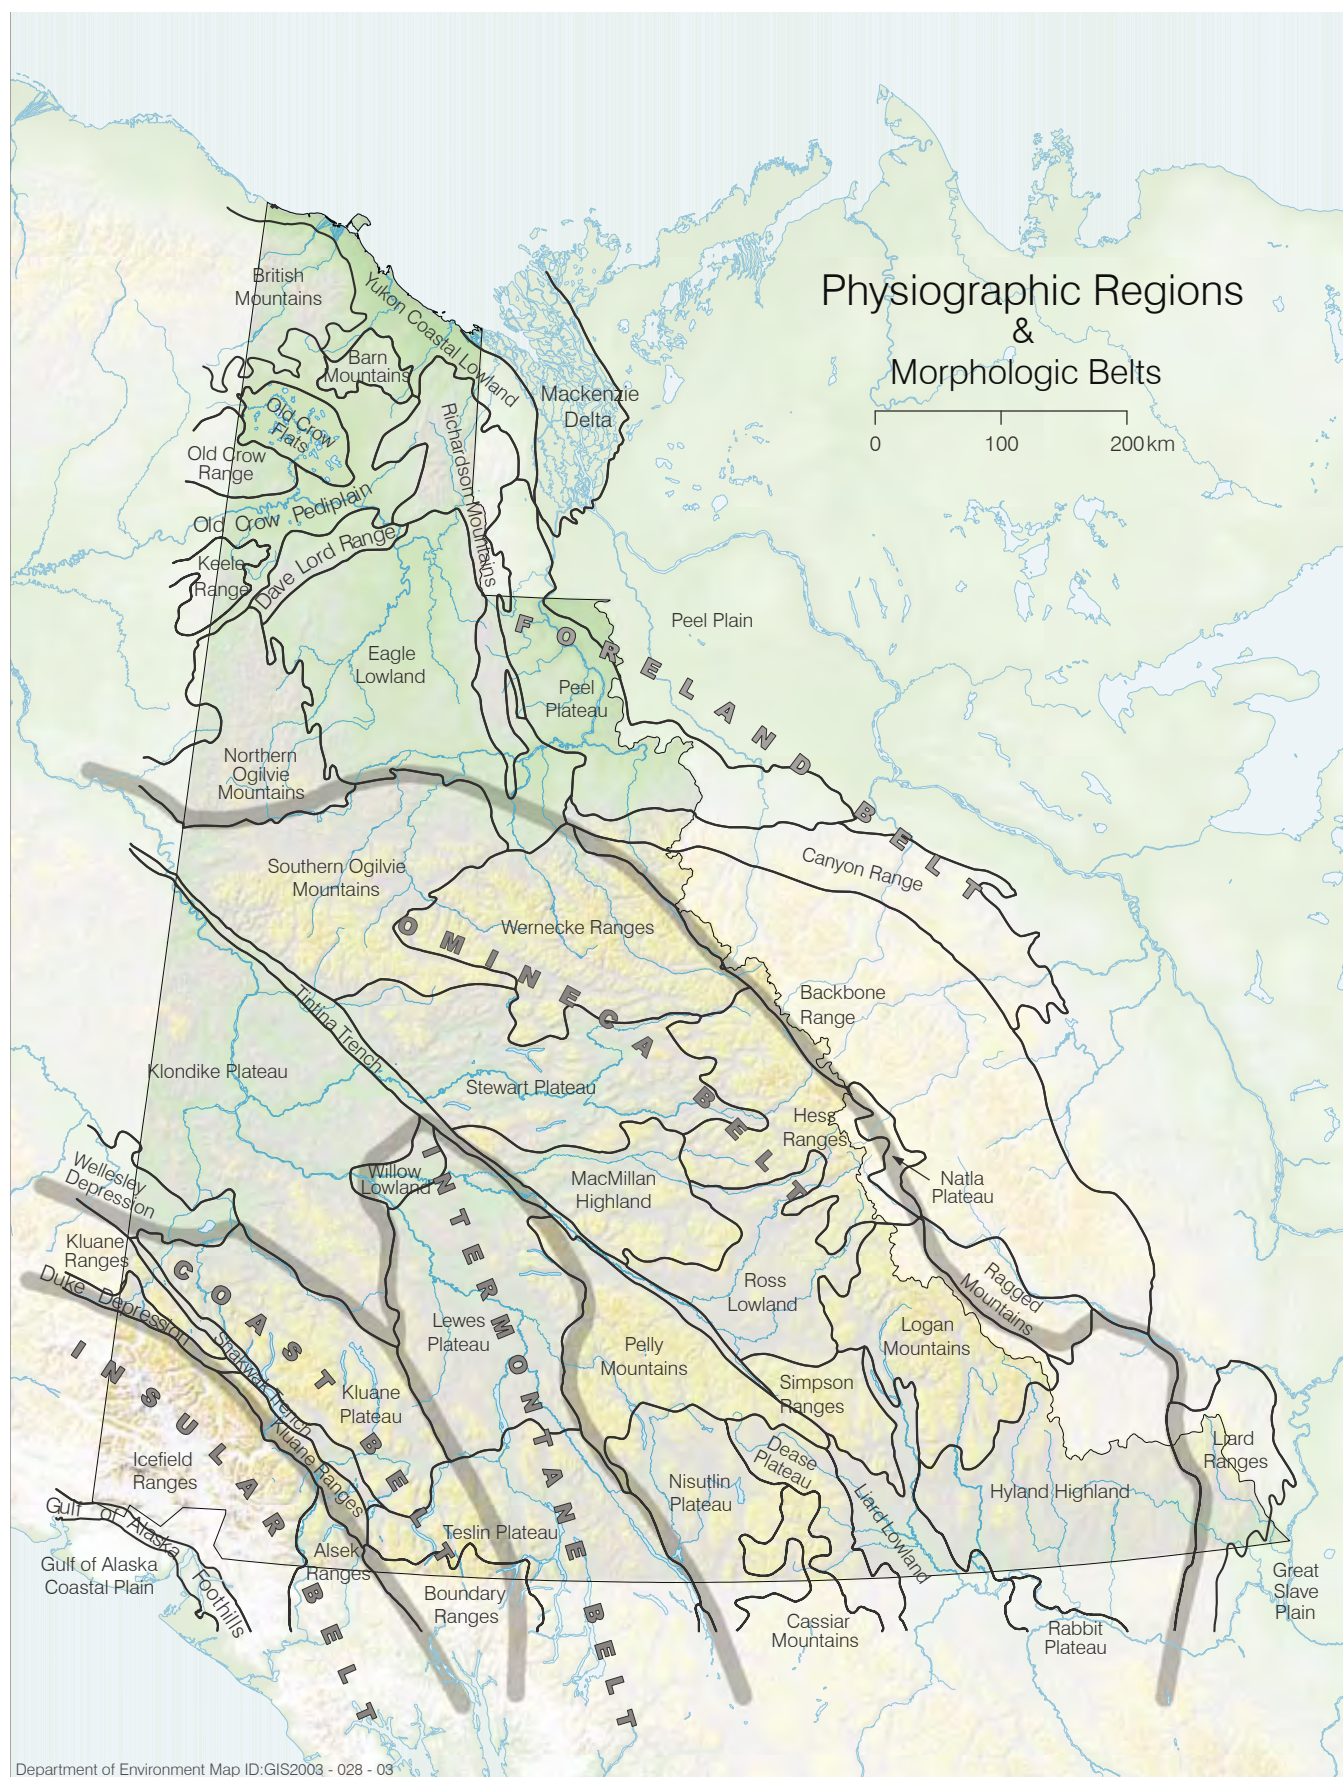 Physiographic Regions
&
Morphologic Belts
0 100 200 km
British
Mountains
Yukon Coastal Lowland
Barn
Mountains
Mackenzie
Delta
Old Crow
Flats
Richardson Mountains
Old Crow
Range
Old Crow Pediplain
Dave Lord Range
Keele
Range
Peel Plain
FORELAND BELT
Eagle
Lowland
Peel
Plateau
Northern
Ogilvie
Mountains
Canyon Range
Southern Ogilvie
Mountains
Wernecke Ranges
OMINECA BELT
Backbone
Range
Tintina Trench
Klondike Plateau
Stewart Plateau
Hess
Ranges
Wellesley
Depression
Willow
Lowland
INTERMONTANE BELT
MacMillan
Highland
Natla
Plateau
Kluane
Ranges
Duke Depression
COAST BELT
Ross
Lowland
Ragged
Mountains
Lewes
Plateau
Logan
Mountains
Pelly
Mountains
INSULAR BELT
Shakwak Trench
Kluane
Plateau
Simpson
Ranges
Kluane Ranges
Dease
Plateau
Liard
Ranges
Icefield
Ranges
Nisutlin
Plateau
Hyland Highland
Liard Lowland
Gulf of Alaska Foothills
Teslin Plateau
Alsek
Ranges
Gulf of Alaska
Coastal Plain
Boundary
Ranges
Great
Slave
Plain
Cassiar
Mountains
Rabbit
Plateau
Department of Environment Map ID:GIS2003 - 028 - 03